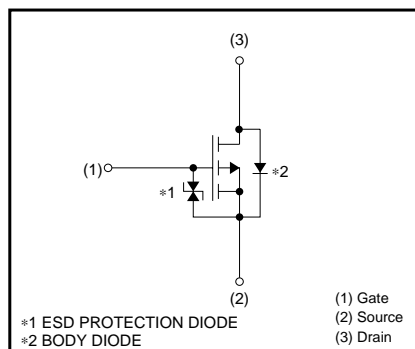 (3)
(1)
∗1
∗2
(2)
∗1 ESD PROTECTION DIODE
∗2 BODY DIODE
(1) Gate
(2) Source
(3) Drain